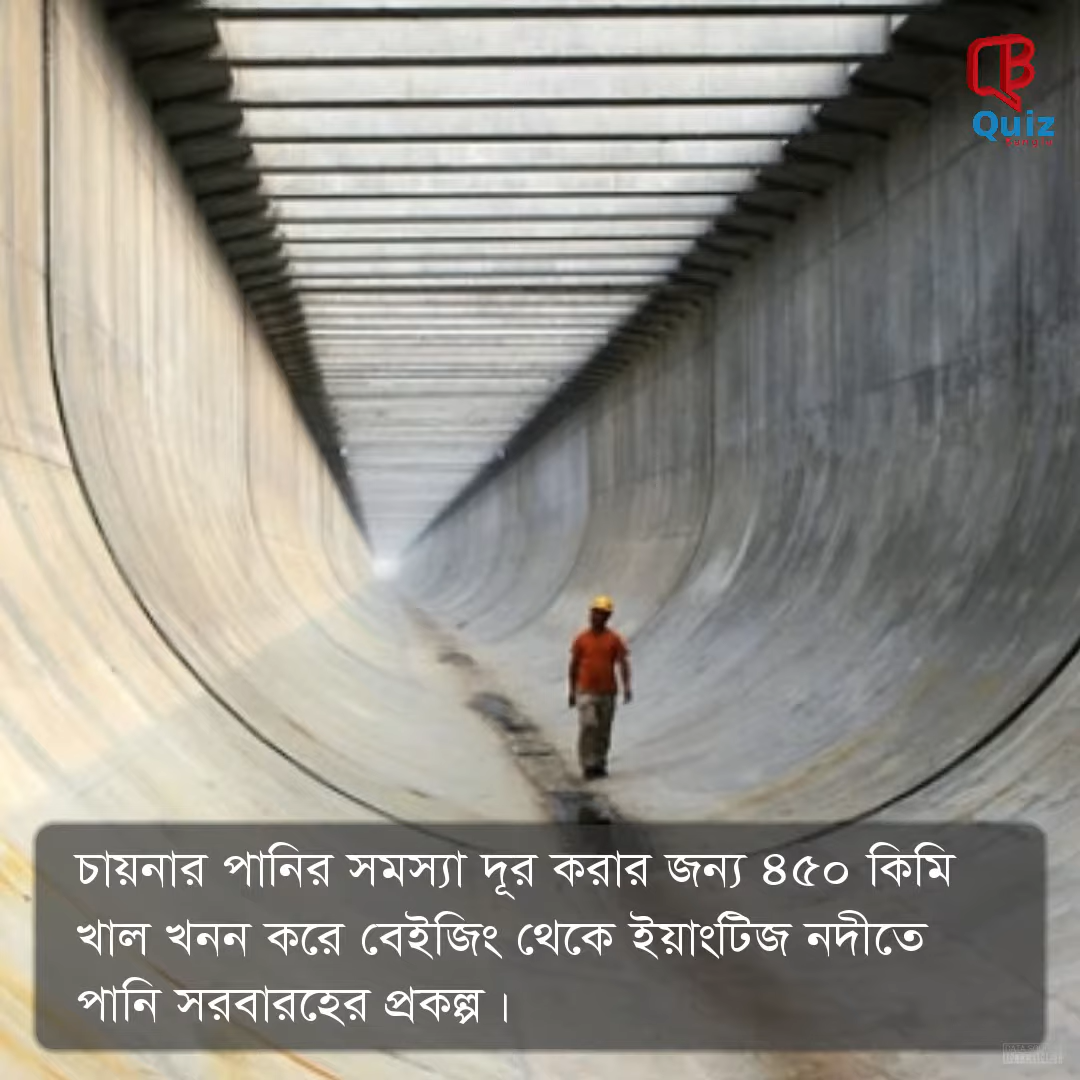 B
Quiz
চায়নার পানির সমস্যা দূর করার জন্য ৪৫০ কিমি
খাল খনন করে বেইজিং থেকে ইয়াংটিজ নদীতে
পানি সরবারহের প্রকল্প।